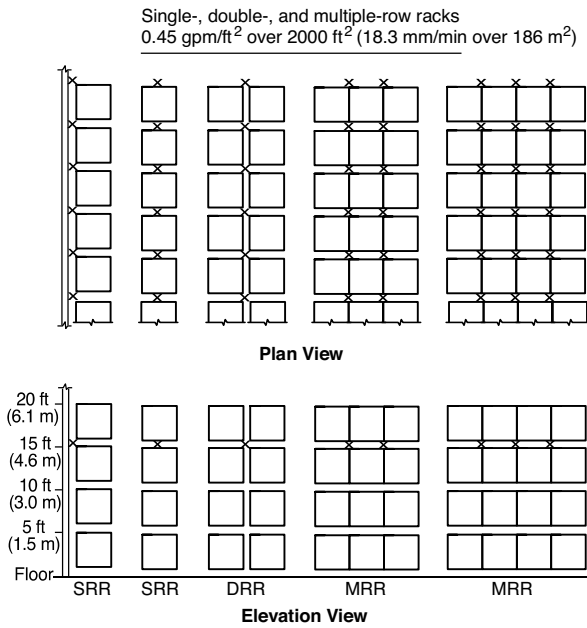 Single-, double-, and multiple-row racks
0.45 gpm/ft² over 2000 ft² (18.3 mm/min over 186 m²)
Plan View
20 ft
(6.1 m)
15 ft
(4.6 m)
10 ft
(3.0 m)
5 ft
(1.5 m)
Floor
SRR SRR DRR MRR MRR
Elevation View